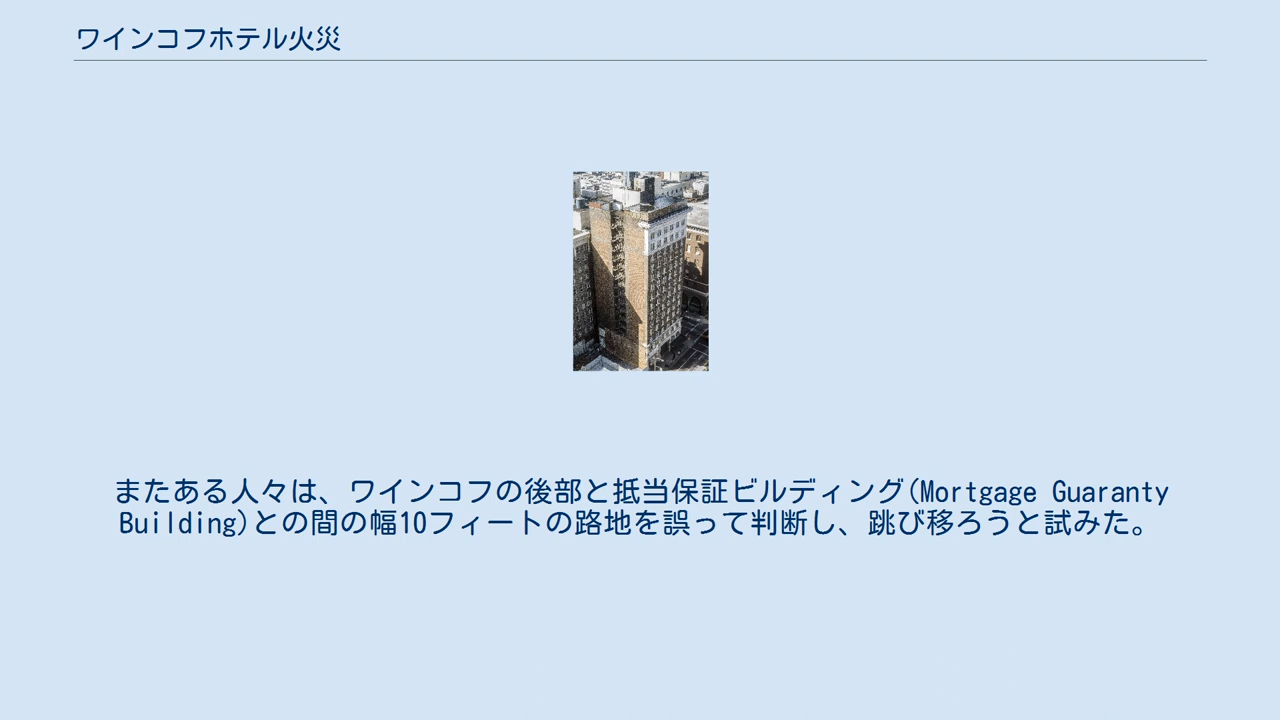 ワインコフホテル火災
またある人々は、ワインコフの後部と抵当保証ビルディング(Mortgage Guaranty
Building)との間の幅10フィートの路地を誤って判断し、跳び移ろうと試みた。